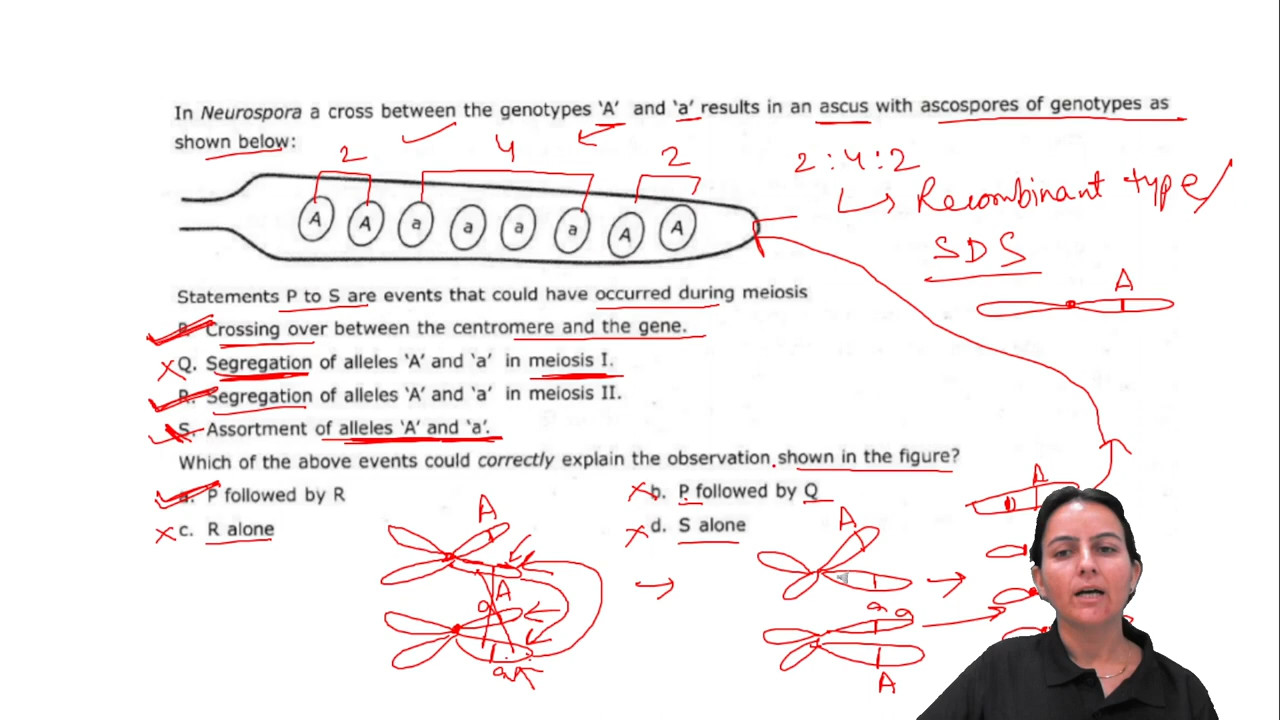 In Neurospora a cross between the genotypes 'A' and 'a' results in an ascus with ascospores of genotypes as
shown below:
2 4 2
2 : 4 : 2
↳ Recombinant type
SDS
A A a a a a A A
A
Statements P to S are events that could have occurred during meiosis
P. Crossing over between the centromere and the gene.
Q. Segregation of alleles 'A' and 'a' in meiosis I.
R. Segregation of alleles 'A' and 'a' in meiosis II.
S. Assortment of alleles 'A' and 'a'.
Which of the above events could correctly explain the observation shown in the figure?
a. P followed by R b. P followed by Q
c. R alone d. S alone
A A A
A
a a a
a A